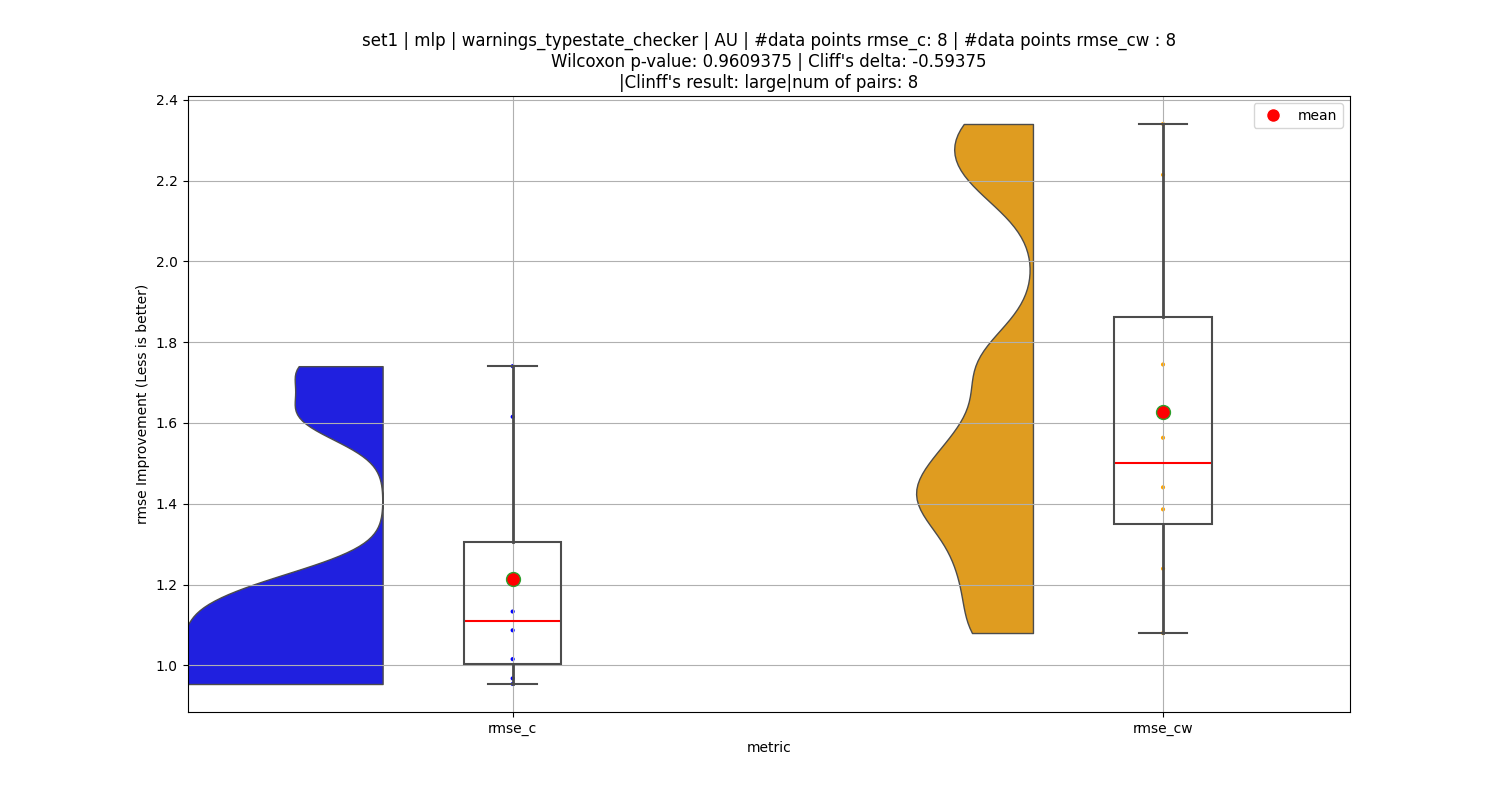 set1 | mlp | warnings_typestate_checker | AU | #data points rmse_c: 8 | #data points rmse_cw : 8
Wilcoxon p-value: 0.9609375 | Cliff's delta: -0.59375
|Clinff's result: large|num of pairs: 8
mean
rmse Improvement (Less is better)
2.4
2.2
2.0
1.8
1.6
1.4
1.2
1.0
rmse_c
rmse_cw
metric